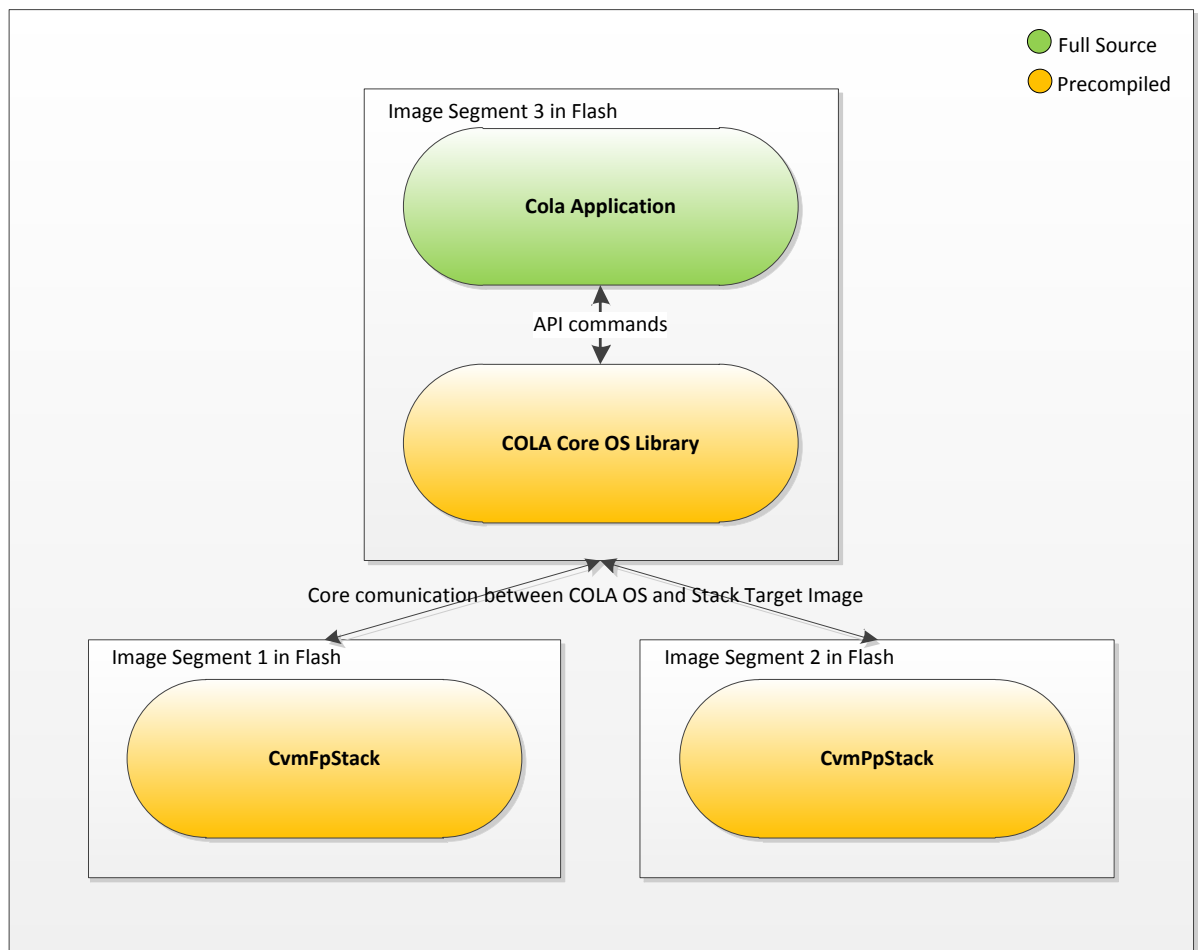 Full Source
Precompiled
Image Segment 3 in Flash
Cola Application
API commands
COLA Core OS Library
Core comunication between COLA OS and Stack Target Image
Image Segment 1 in Flash
Image Segment 2 in Flash
CvmFpStack
CvmPpStack